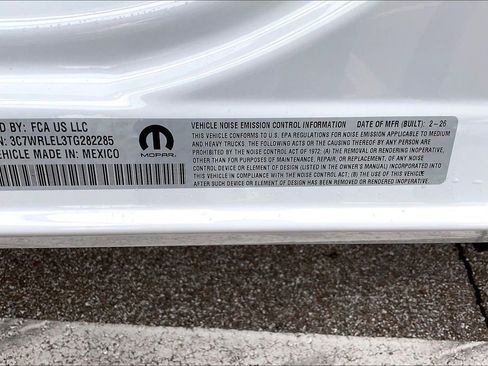 BY: FCA US LLC
N: 3C7WRLEL3TG282285
VEHICLE MADE IN: MEXICO
MOPAR
VEHICLE NOISE EMISSION CONTROL INFORMATION DATE OF MFR (BUILT): 2-26
THIS VEHICLE CONFORMS TO U.S. EPA REGULATIONS FOR NOISE EMISSION APPLICABLE TO MEDIUM
AND HEAVY TRUCKS. THE FOLLOWING ACTS OR THE CAUSING THEREOF BY ANY PERSON
ARE PROHIBITED BY THE NOISE CONTROL ACT OF 1972: (A) THE REMOVAL OR RENDERING INOPERATIVE,
OTHER THAN FOR PURPOSES OF MAINTENANCE, REPAIR, OR REPLACEMENT, OF ANY NOISE CONTROL
DEVICE OR ELEMENT OF DESIGN (LISTED IN THE OWNER'S MANUAL) INCORPORATED INTO
THIS VEHICLE IN COMPLIANCE WITH THE NOISE CONTROL ACT; (B) THE USE OF THIS VEHICLE AFTER
SUCH DEVICE OR ELEMENT OF DESIGN HAS BEEN REMOVED OR RENDERED INOPERATIVE.